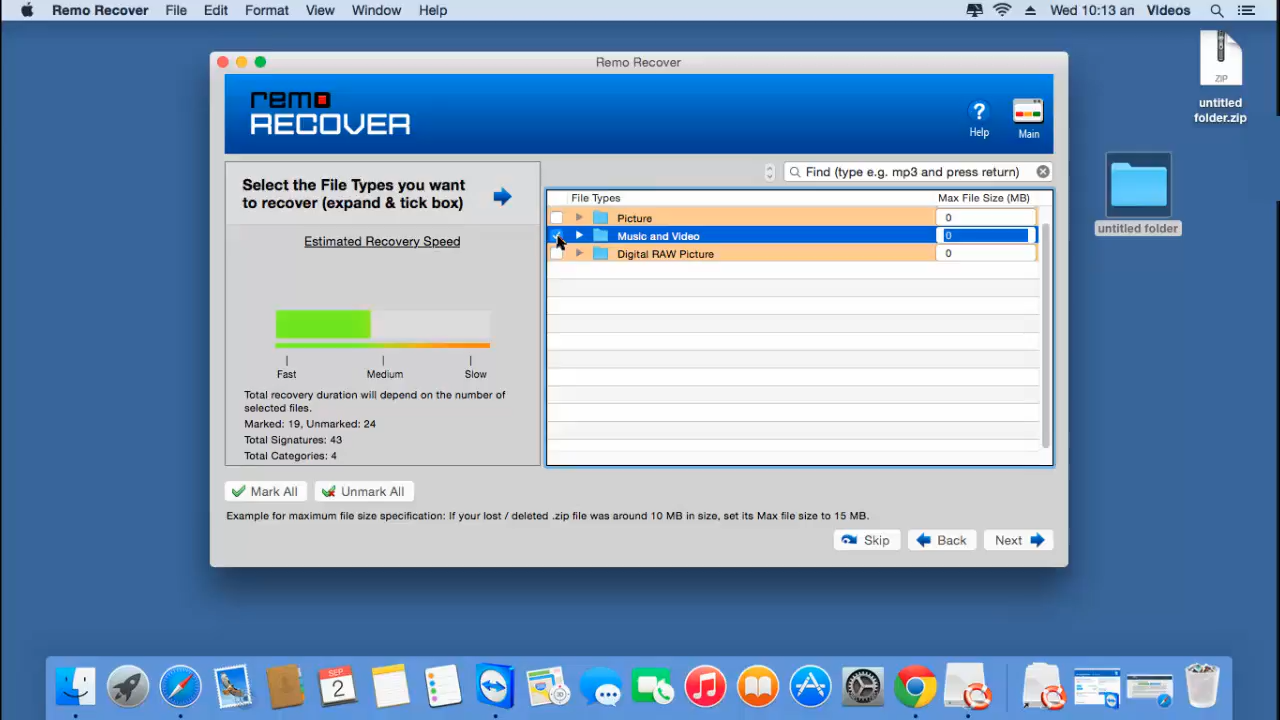 Remo Recover File Edit Format View Window Help Wed 10:13 an Videos
Remo Recover
remo
RECOVER
Help Main
ZIP
untitled
folder.zip
untitled folder
Select the File Types you want
to recover (expand & tick box)
Estimated Recovery Speed
Fast Medium Slow
Total recovery duration will depend on the number of
selected files.
Marked: 19, Unmarked: 24
Total Signatures: 43
Total Categories: 4
Find (type e.g. mp3 and press return)
File Types Max File Size (MB)
Picture 0
Music and Video 0
Digital RAW Picture 0
Mark All Unmark All
Example for maximum file size specification: If your lost / deleted .zip file was around 10 MB in size, set its Max file size to 15 MB.
Skip Back Next
SEP
2